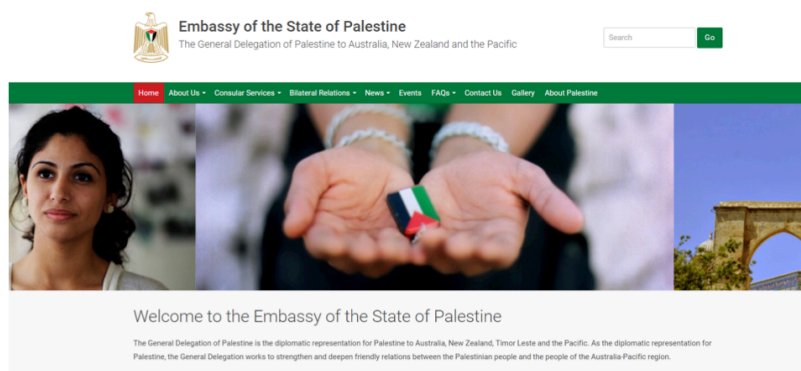 Embassy of the State of Palestine
The General Delegation of Palestine to Australia, New Zealand and the Pacific
Search
Go
Home About Us Consular Services Bilateral Relations News Events FAQs Contact Us Gallery About Palestine
Welcome to the Embassy of the State of Palestine
The General Delegation of Palestine is the diplomatic representation for Palestine to Australia, New Zealand, Timor Leste and the Pacific. As the diplomatic representation for
Palestine, the General Delegation works to strengthen and deepen friendly relations between the Palestinian people and the people of the Australia-Pacific region.